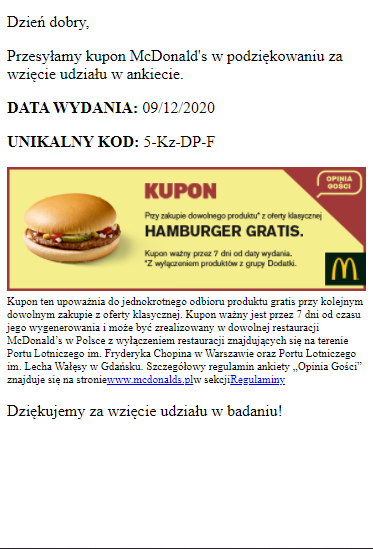 Dzień dobry,
Przesyłamy kupon McDonald's w podziękowaniu za
wzięcie udziału w ankiecie.
DATA WYDANIA: 09/12/2020
UNIKALNY KOD: 5-Kz-DP-F
OPINIA
GOŚCI
KUPON
Przy zakupie dowolnego produktu* z oferty klasycznej
HAMBURGER GRATIS.
Kupon ważny przez 7 dni od daty wydania.
*Z wyłączeniem produktów z grupy Dodatki.
Kupon ten upoważnia do jednokrotnego odbioru produktu gratis przy kolejnym
dowolnym zakupie z oferty klasycznej. Kupon ważny jest przez 7 dni od czasu
jego wygenerowania i może być zrealizowany w dowolnej restauracji
McDonald’s w Polsce z wyłączeniem restauracji znajdujących się na terenie
Portu Lotniczego im. Fryderyka Chopina w Warszawie oraz Portu Lotniczego
im. Lecha Wałęsy w Gdańsku. Szczegółowy regulamin ankiety „Opinia Gości”
znajduje się na stroniewww.mcdonalds.plw sekcjiRegulaminy
Dziękujemy za wzięcie udziału w badaniu!